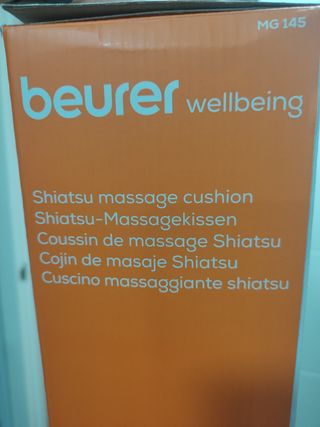 MG 145
beurer wellbeing
Shiatsu massage cushion
Shiatsu-Massagekissen
Coussin de massage Shiatsu
Cojín de masaje Shiatsu
Cuscino massaggiante shiatsu